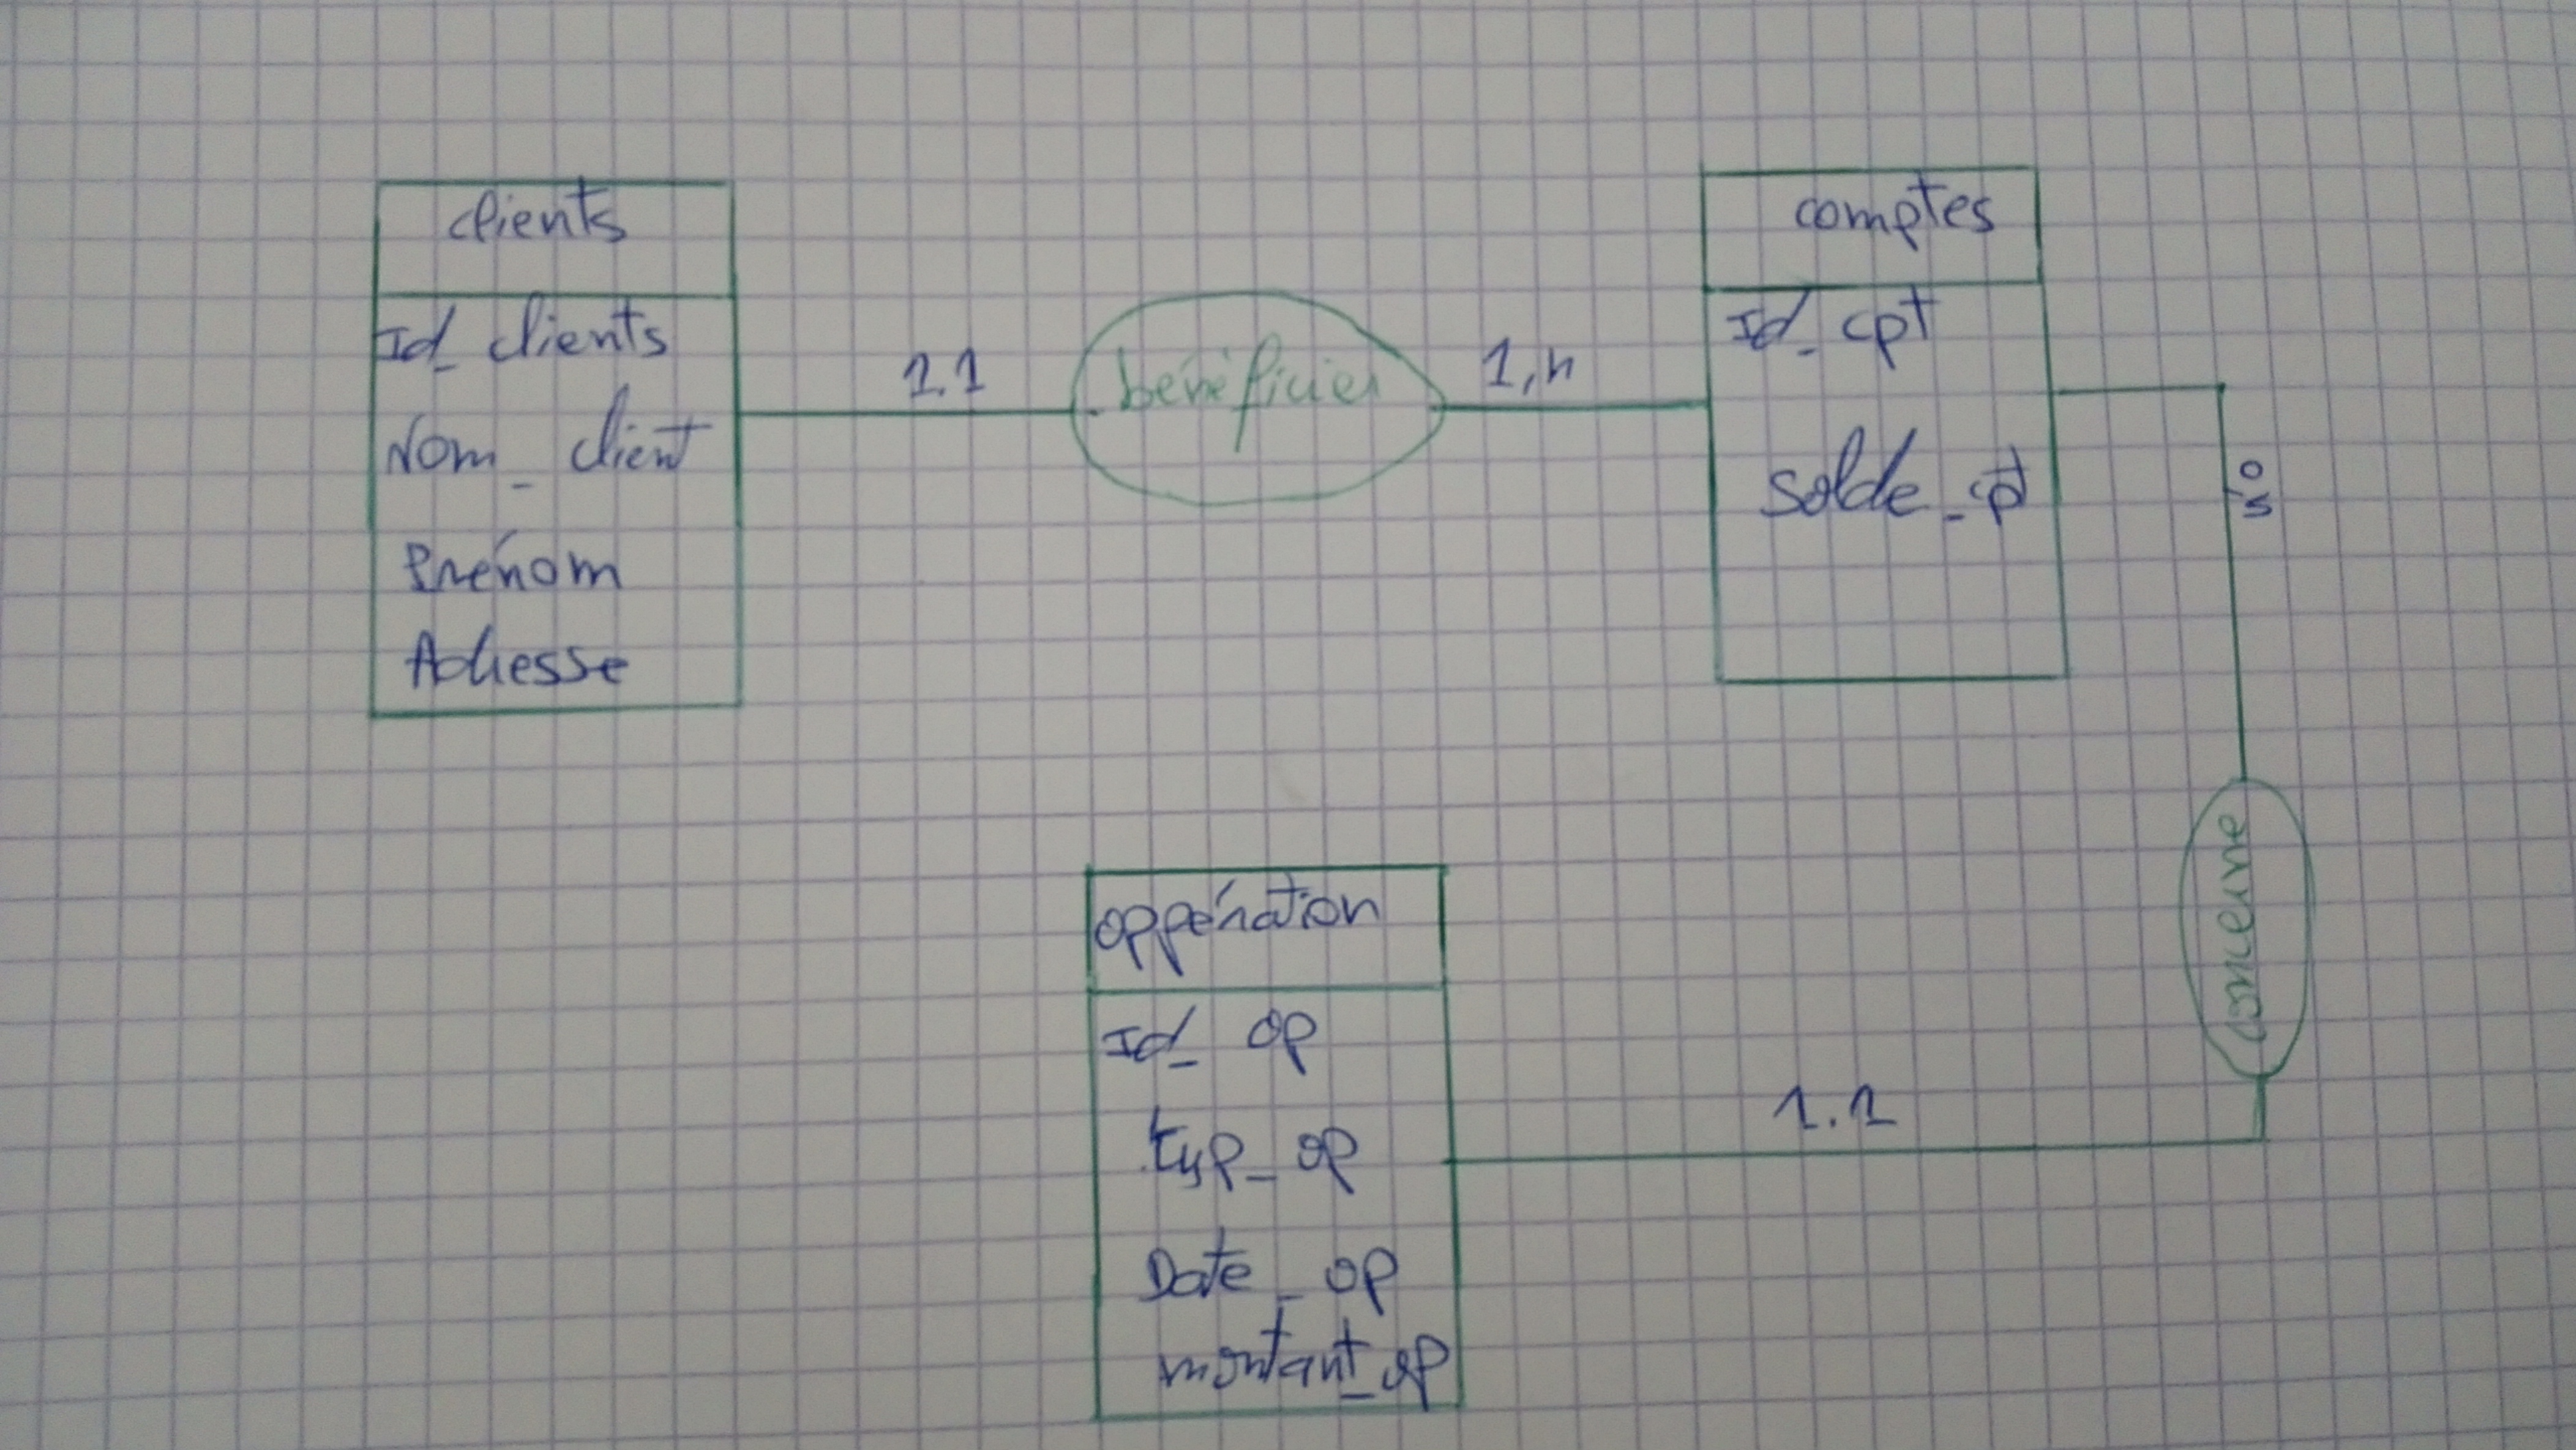 clients
Id_clients
Nom_client
Prénom
Adresse
1.1
bénéficier
1,n
comptes
Id_cpt
solde_cpt
concerne
1.1
oppération
Id_op
typ_op
Date_op
montant_op